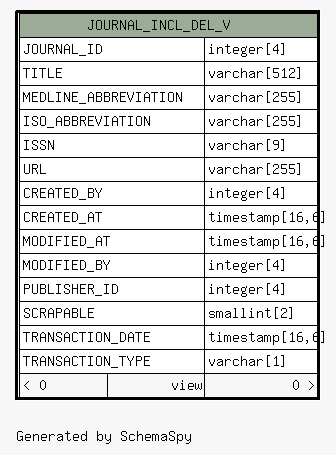 JOURNAL_INCL_DEL_V
JOURNAL_ID integer[4]
TITLE varchar[512]
MEDLINE_ABBREVIATION varchar[255]
ISO_ABBREVIATION varchar[255]
ISSN varchar[9]
URL varchar[255]
CREATED_BY integer[4]
CREATED_AT timestamp[16,6]
MODIFIED_AT timestamp[16,6]
MODIFIED_BY integer[4]
PUBLISHER_ID integer[4]
SCRAPABLE smallint[2]
TRANSACTION_DATE timestamp[16,6]
TRANSACTION_TYPE varchar[1]
< 0 view 0 >
Generated by SchemaSpy